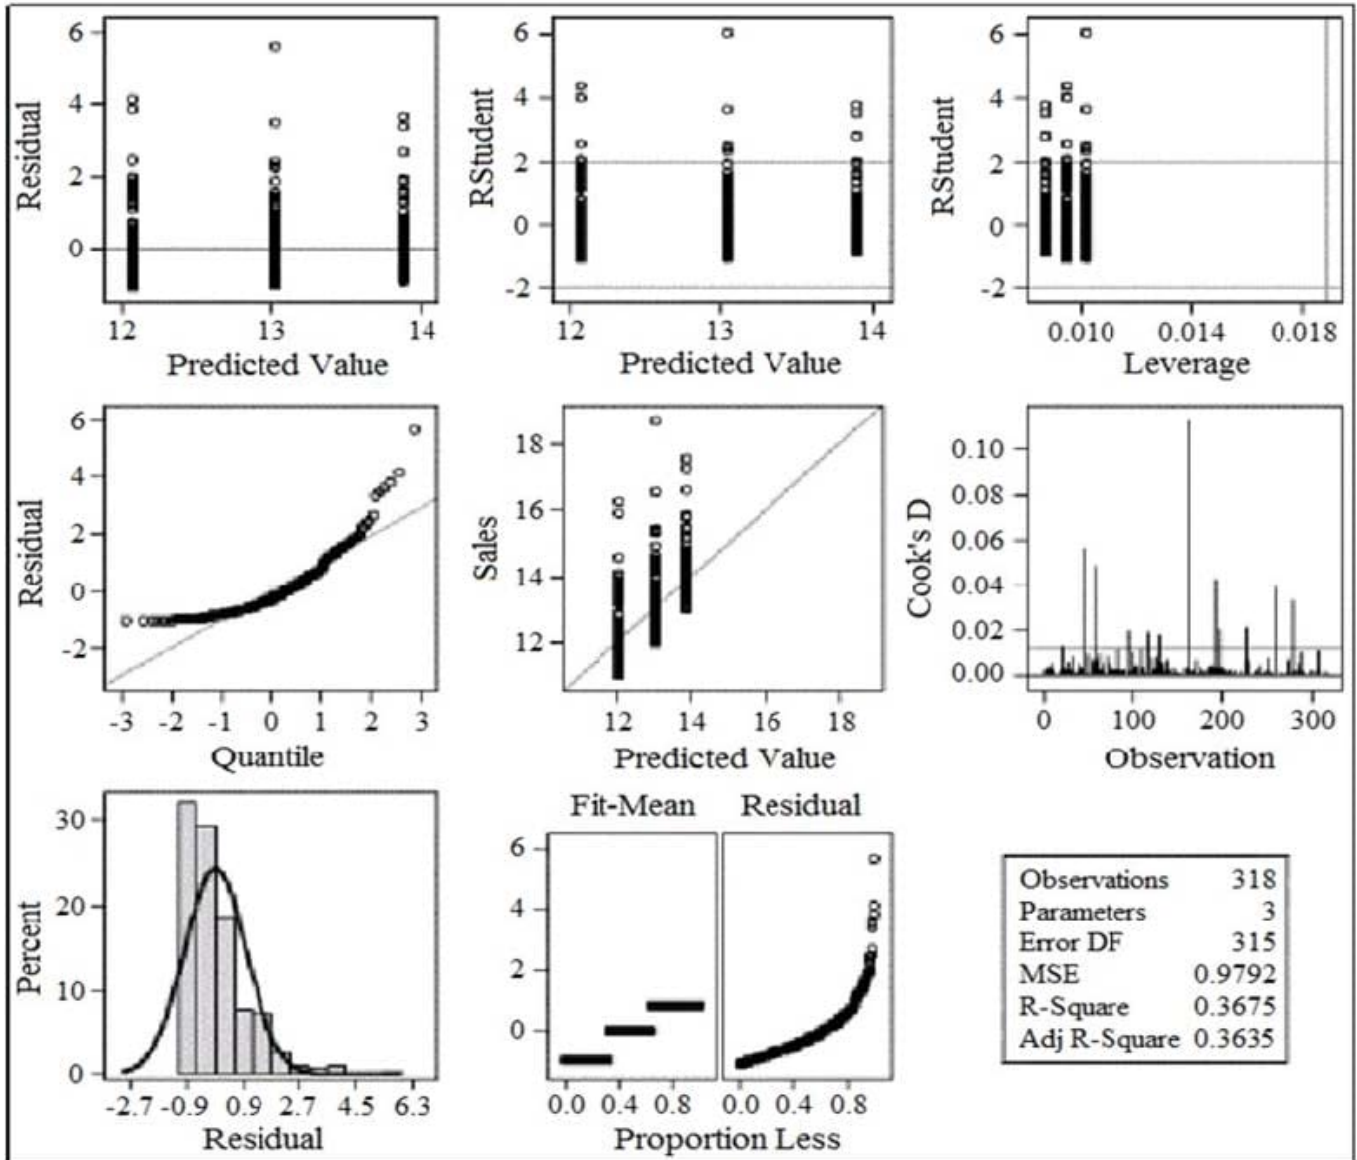 6
4
2
0
Residual
12 13 14
Predicted Value
6
4
2
0
-2
RStudent
12 13 14
Predicted Value
6
4
2
0
-2
RStudent
0.010 0.014 0.018
Leverage
6
4
2
0
-2
Residual
-3 -2 -1 0 1 2 3
Quantile
18
16
14
12
Sales
12 14 16 18
Predicted Value
0.10
0.08
0.06
0.04
0.02
0.00
Cook's D
0 100 200 300
Observation
30
20
10
0
Percent
-2.7 -0.9 0.9 2.7 4.5 6.3
Residual
Fit-Mean Residual
6
4
2
0
0.0 0.4 0.8 0.0 0.4 0.8
Proportion Less
Observations 318
Parameters 3
Error DF 315
MSE 0.9792
R-Square 0.3675
Adj R-Square 0.3635